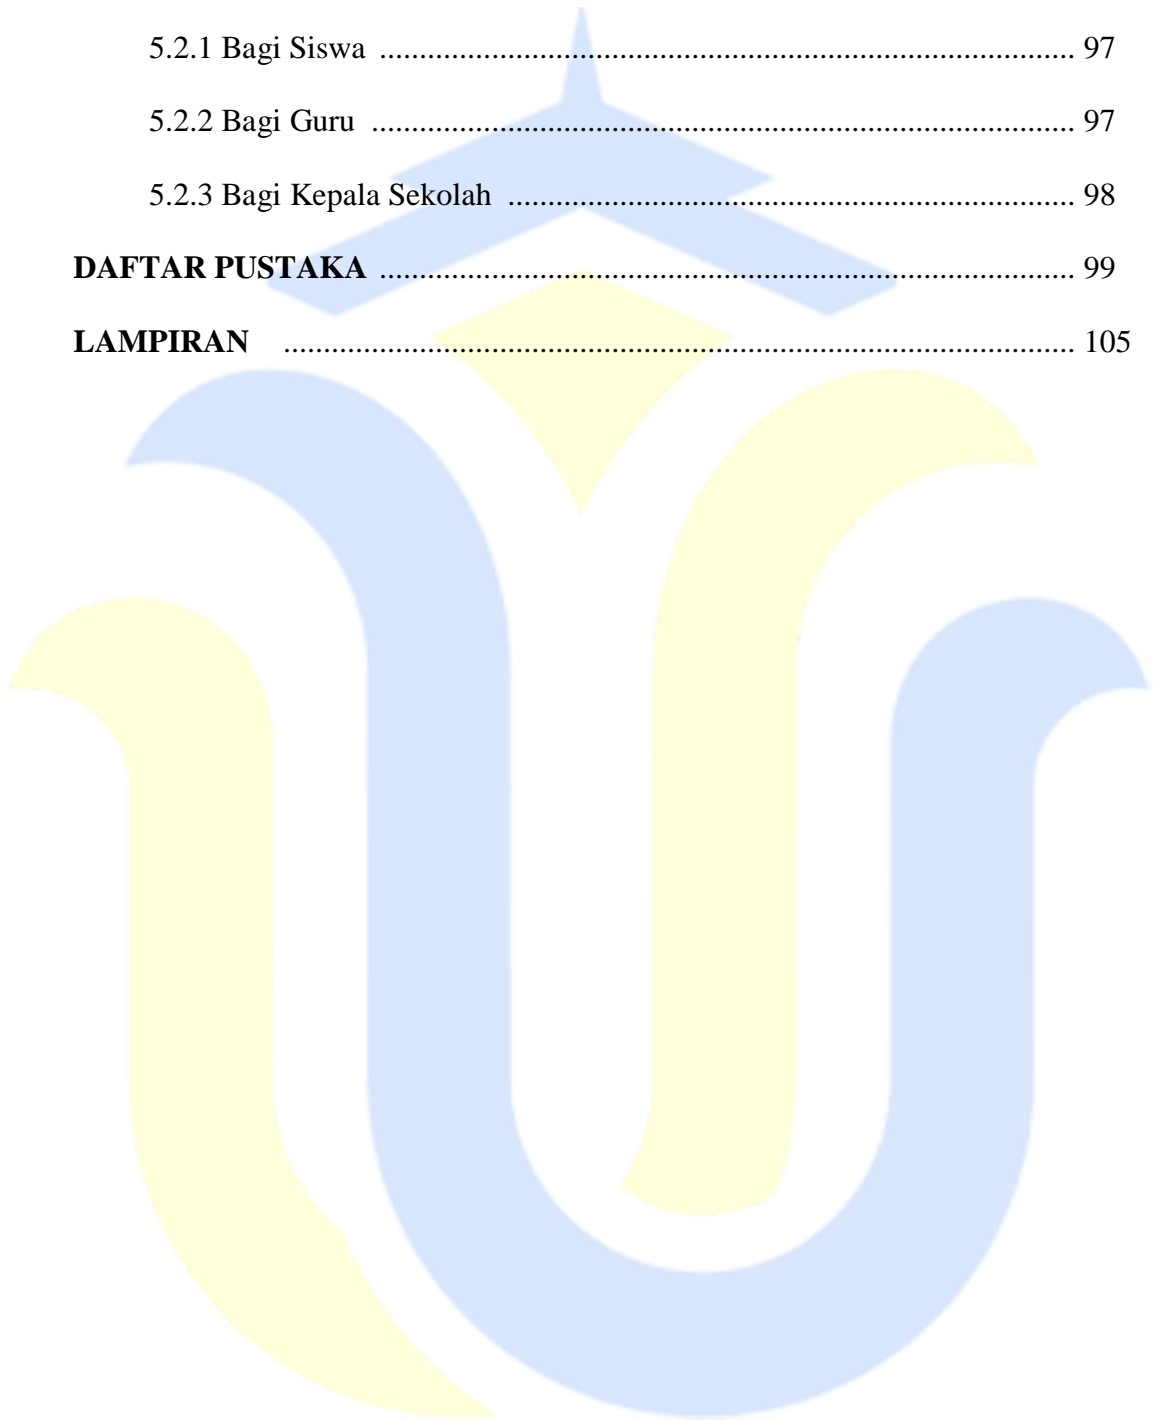 5.2.1 Bagi Siswa ........................................................................................ 97
5.2.2 Bagi Guru ......................................................................................... 97
5.2.3 Bagi Kepala Sekolah ....................................................................... 98
DAFTAR PUSTAKA ........................................................................................ 99
LAMPIRAN .................................................................................................... 105